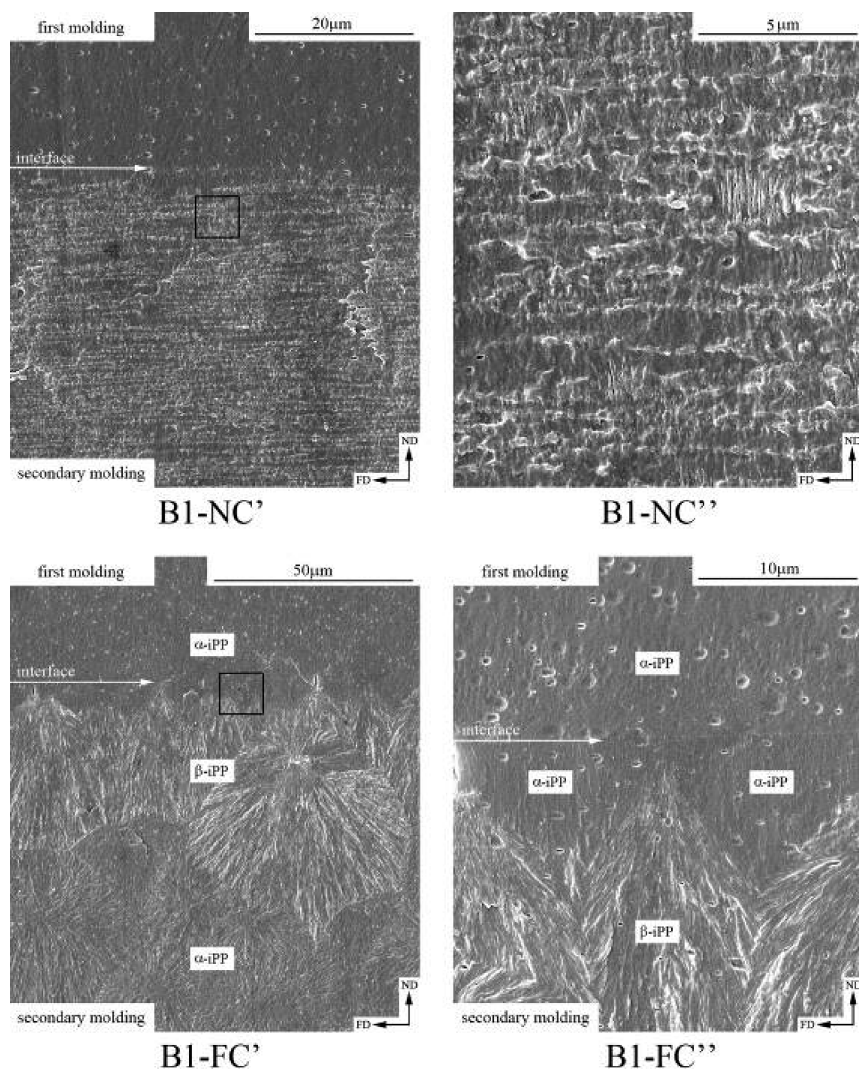 first molding
20μm
interface
secondary molding
ND
FD
B1-NC’
5μm
ND
FD
B1-NC’’
first molding
50μm
α-iPP
interface
β-iPP
α-iPP
secondary molding
ND
FD
B1-FC’
first molding
10μm
α-iPP
interface
α-iPP
α-iPP
β-iPP
secondary molding
ND
FD
B1-FC’’